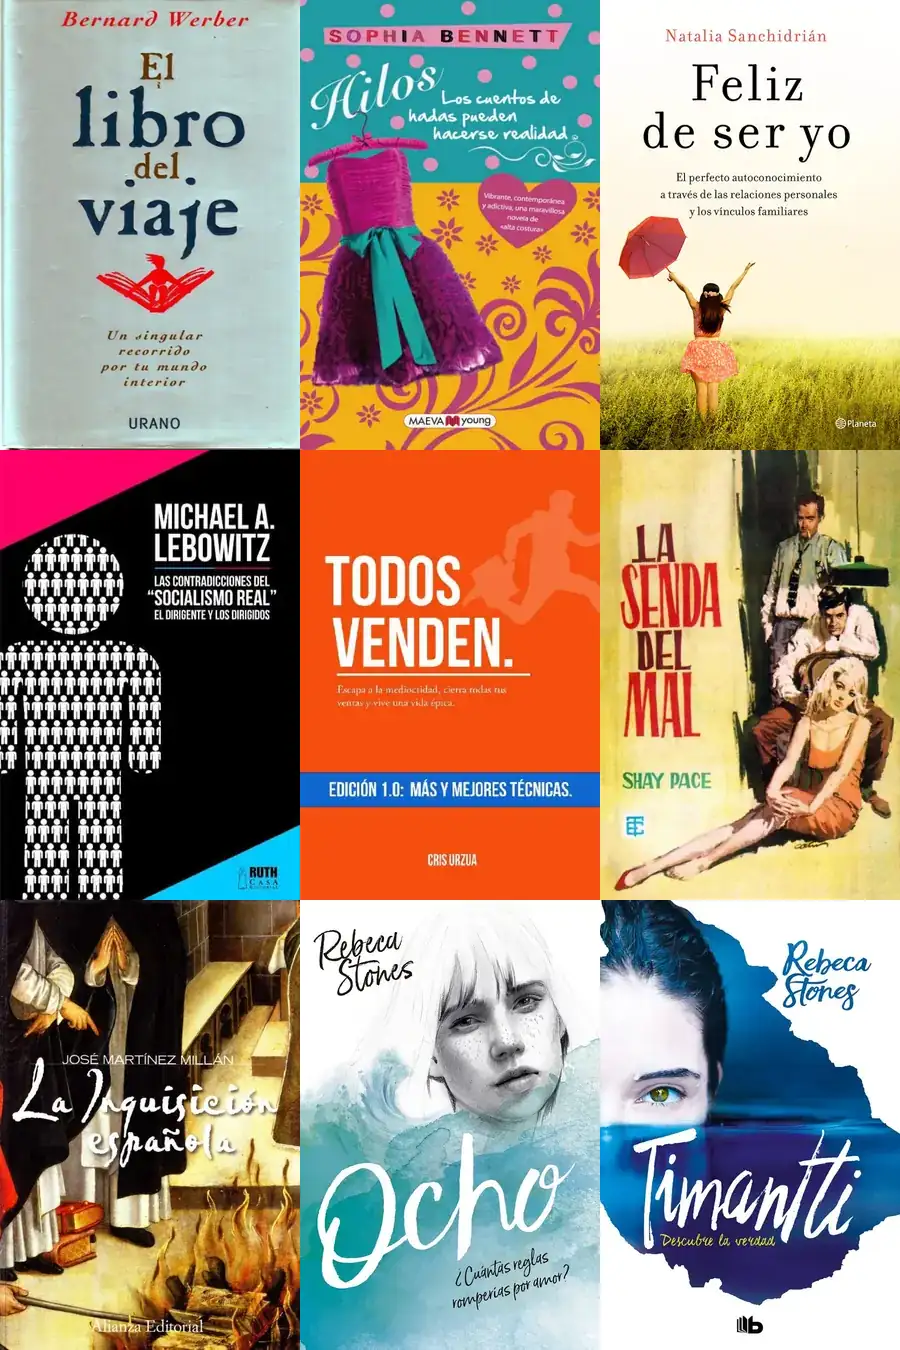 Bernard Werber
El
libro
del
viaje
Un singular
recorrido
por tu mundo
interior
URANO
SOPHIA BENNETT
Hilos
Los cuentos de
hadas pueden
hacerse realidad
Vibrante, contemporánea
y adictiva, una maravillosa
novela de
«alta costura»
MAEVA young
Natalia Sanchidrián
Feliz
de ser yo
El perfecto autoconocimiento
a través de las relaciones personales
y los vínculos familiares
Planeta
MICHAEL A.
LEBOWITZ
LAS CONTRADICCIONES DEL
"SOCIALISMO REAL"
EL DIRIGENTE Y LOS DIRIGIDOS
RUTH
CASA
TODOS
VENDEN.
Escapa a la mediocridad, cierra todas tus
ventas y vive una vida épica.
EDICIÓN 1.0: MÁS Y MEJORES TÉCNICAS.
CRIS URZUA
LA
SENDA
DEL
MAL
SHAY PACE
JOSÉ MARTÍNEZ MILLÁN
La Inquisición
española
Alianza Editorial
Rebeca
Stones
Ocho
¿Cuántas reglas
romperías por amor?
Rebeca
Stones
Timantti
Descubre la verdad
b